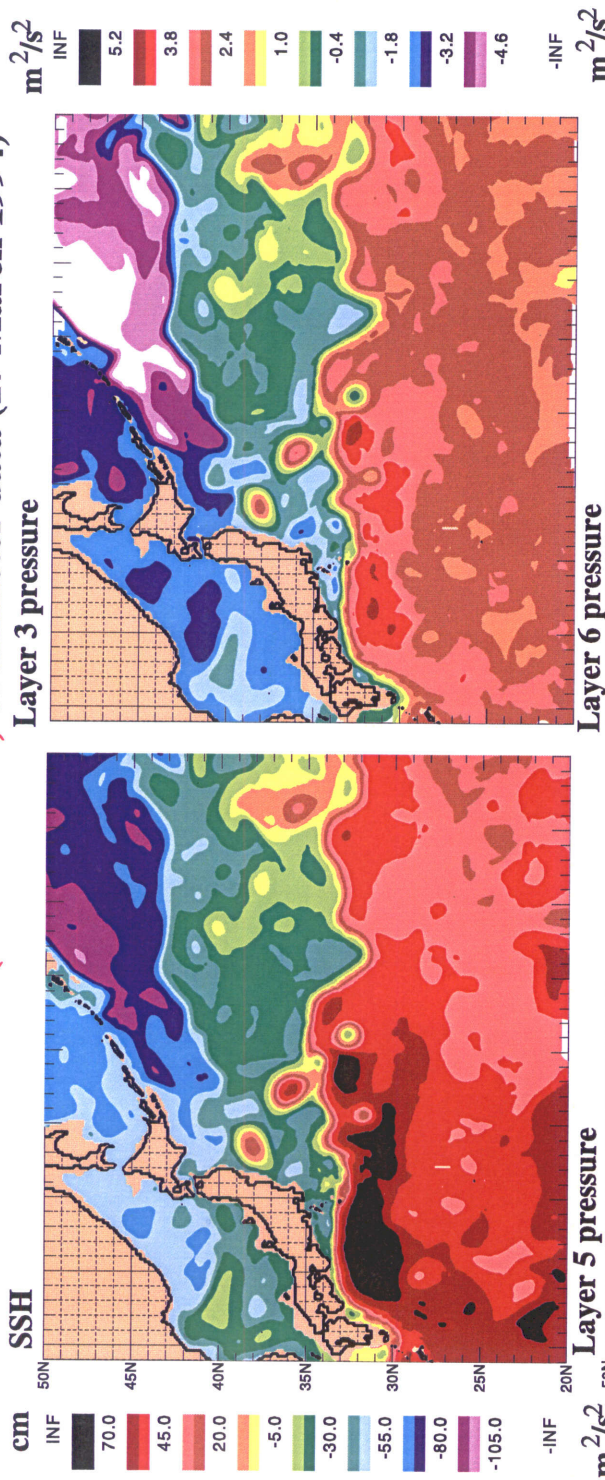 SSH
Layer 3 pressure
cm
INF
70.0
45.0
20.0
-5.0
-30.0
-55.0
-80.0
-105.0
-INF
50N
45N
40N
35N
30N
25N
20N
m²/s²
INF
5.2
3.8
2.4
1.0
-0.4
-1.8
-3.2
-4.6
-INF
m²/s²
Layer 5 pressure
Layer 6 pressure
m²/s²
50N